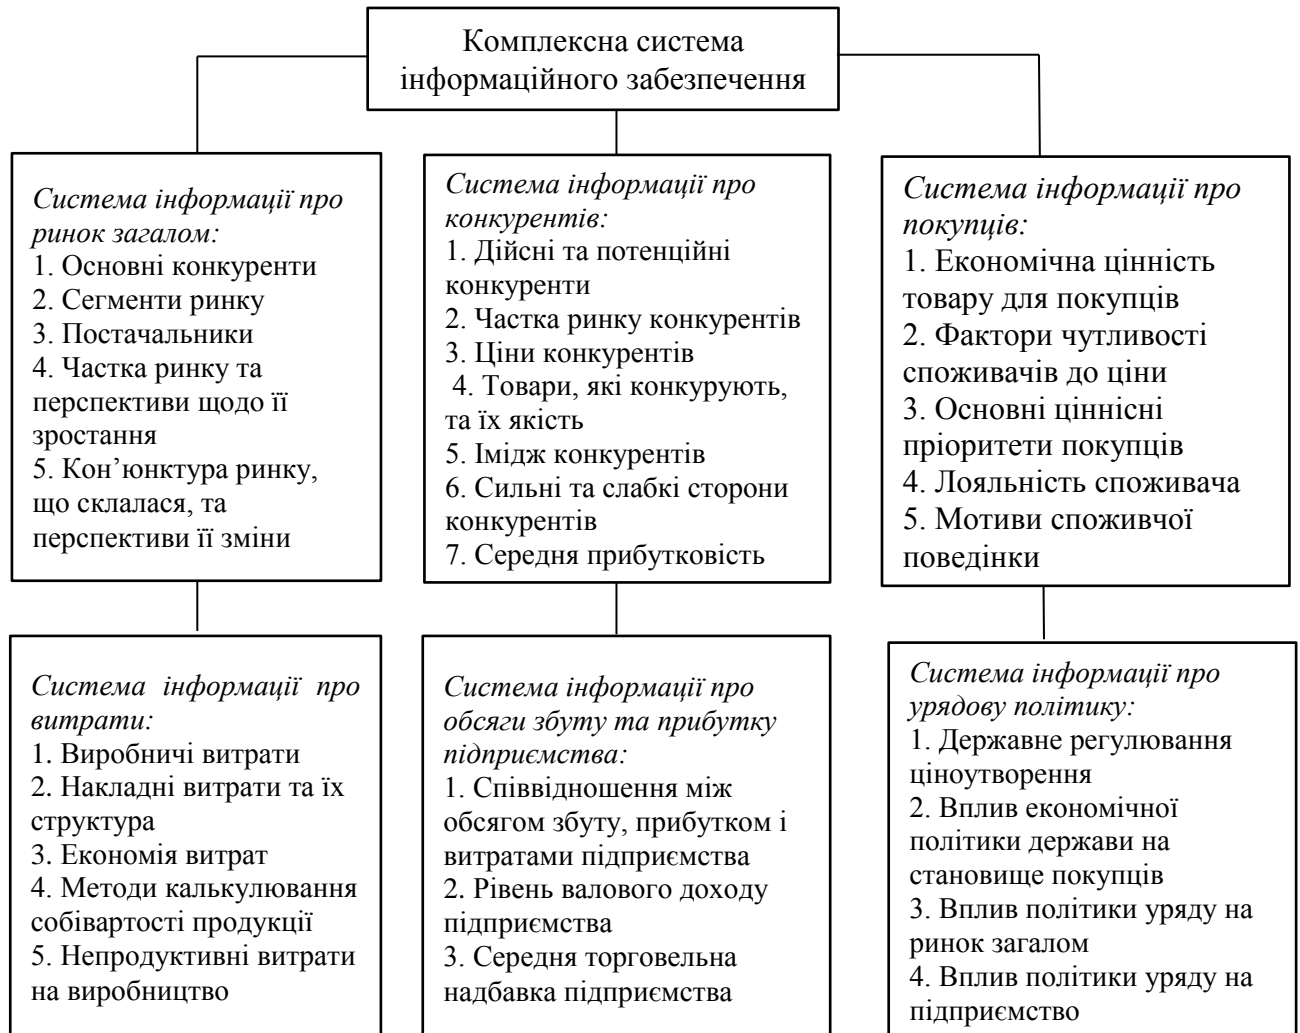 Комплексна система
інформаційного забезпечення
Система інформації про
ринок загалом:
1. Основні конкуренти
2. Сегменти ринку
3. Постачальники
4. Частка ринку та
перспективи щодо її
зростання
5. Кон’юнктура ринку,
що склалася, та
перспективи її зміни
Система інформації про
конкурентів:
1. Дійсні та потенційні
конкуренти
2. Частка ринку конкурентів
3. Ціни конкурентів
4. Товари, які конкурують,
та їх якість
5. Імідж конкурентів
6. Сильні та слабкі сторони
конкурентів
7. Середня прибутковість
Система інформації про
покупців:
1. Економічна цінність
товару для покупців
2. Фактори чутливості
споживачів до ціни
3. Основні ціннісні
пріоритети покупців
4. Лояльність споживача
5. Мотиви споживчої
поведінки
Система інформації про
витрати:
1. Виробничі витрати
2. Накладні витрати та їх
структура
3. Економія витрат
4. Методи калькулювання
собівартості продукції
5. Непродуктивні витрати
на виробництво
Система інформації про
обсяги збуту та прибутку
підприємства:
1. Співвідношення між
обсягом збуту, прибутком і
витратами підприємства
2. Рівень валового доходу
підприємства
3. Середня торговельна
надбавка підприємства
Система інформації про
урядову політику:
1. Державне регулювання
ціноутворення
2. Вплив економічної
політики держави на
становище покупців
3. Вплив політики уряду на
ринок загалом
4. Вплив політики уряду на
підприємство